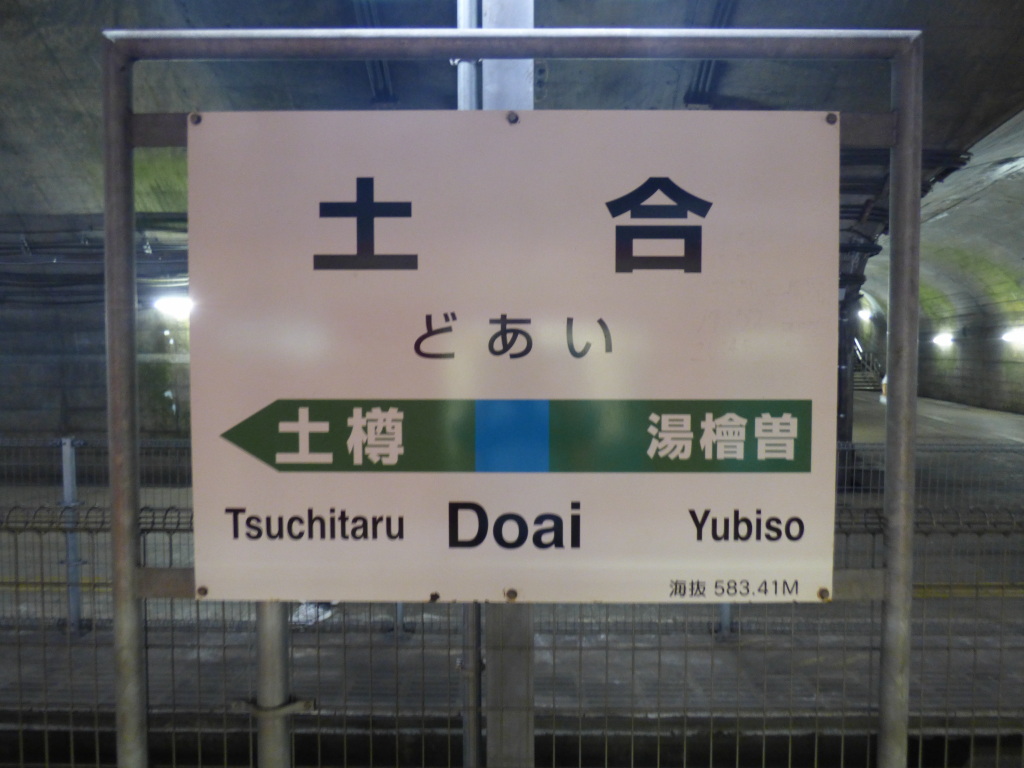 土合
どあい
土樽 湯檜曽
Tsuchitaru Doai Yubiso
海抜 583.41M